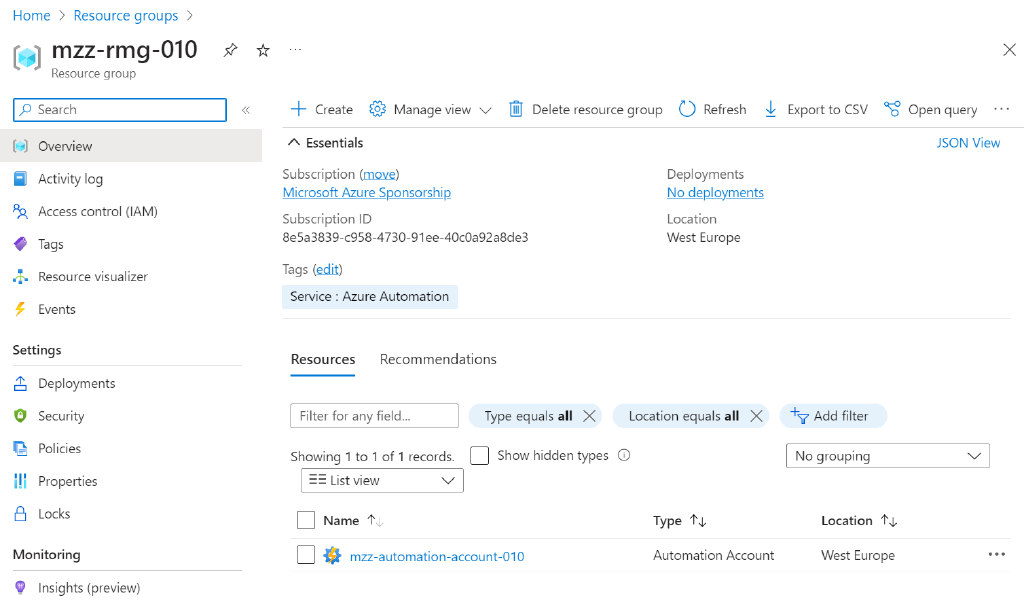 Home > Resource groups >
mzz-rmg-010
Resource group
Search
Overview
Activity log
Access control (IAM)
Tags
Resource visualizer
Events
Settings
Deployments
Security
Policies
Properties
Locks
Monitoring
Insights (preview)
Create Manage view Delete resource group Refresh Export to CSV Open query
Essentials JSON View
Subscription (move) Deployments
Microsoft Azure Sponsorship No deployments
Subscription ID Location
8e5a3839-c958-4730-91ee-40c0a92a8de3 West Europe
Tags (edit)
Service : Azure Automation
Resources Recommendations
Filter for any field... Type equals all Location equals all Add filter
Showing 1 to 1 of 1 records. Show hidden types No grouping
List view
Name Type Location
mzz-automation-account-010 Automation Account West Europe